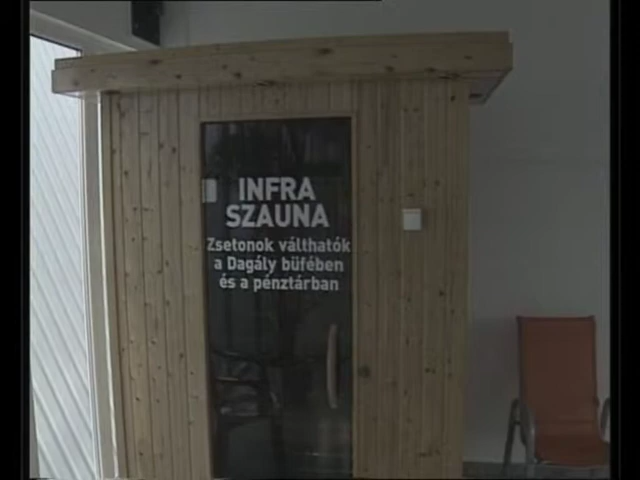 INFRA
SZAUNA
Zsetonok válthatók
a Dagály büfében
és a pénztárban